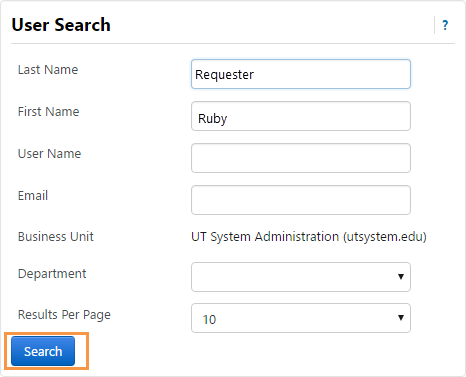 User Search ?
Last Name Requester
First Name Ruby
User Name
Email
Business Unit UT System Administration (utsystem.edu)
Department
Results Per Page 10
Search